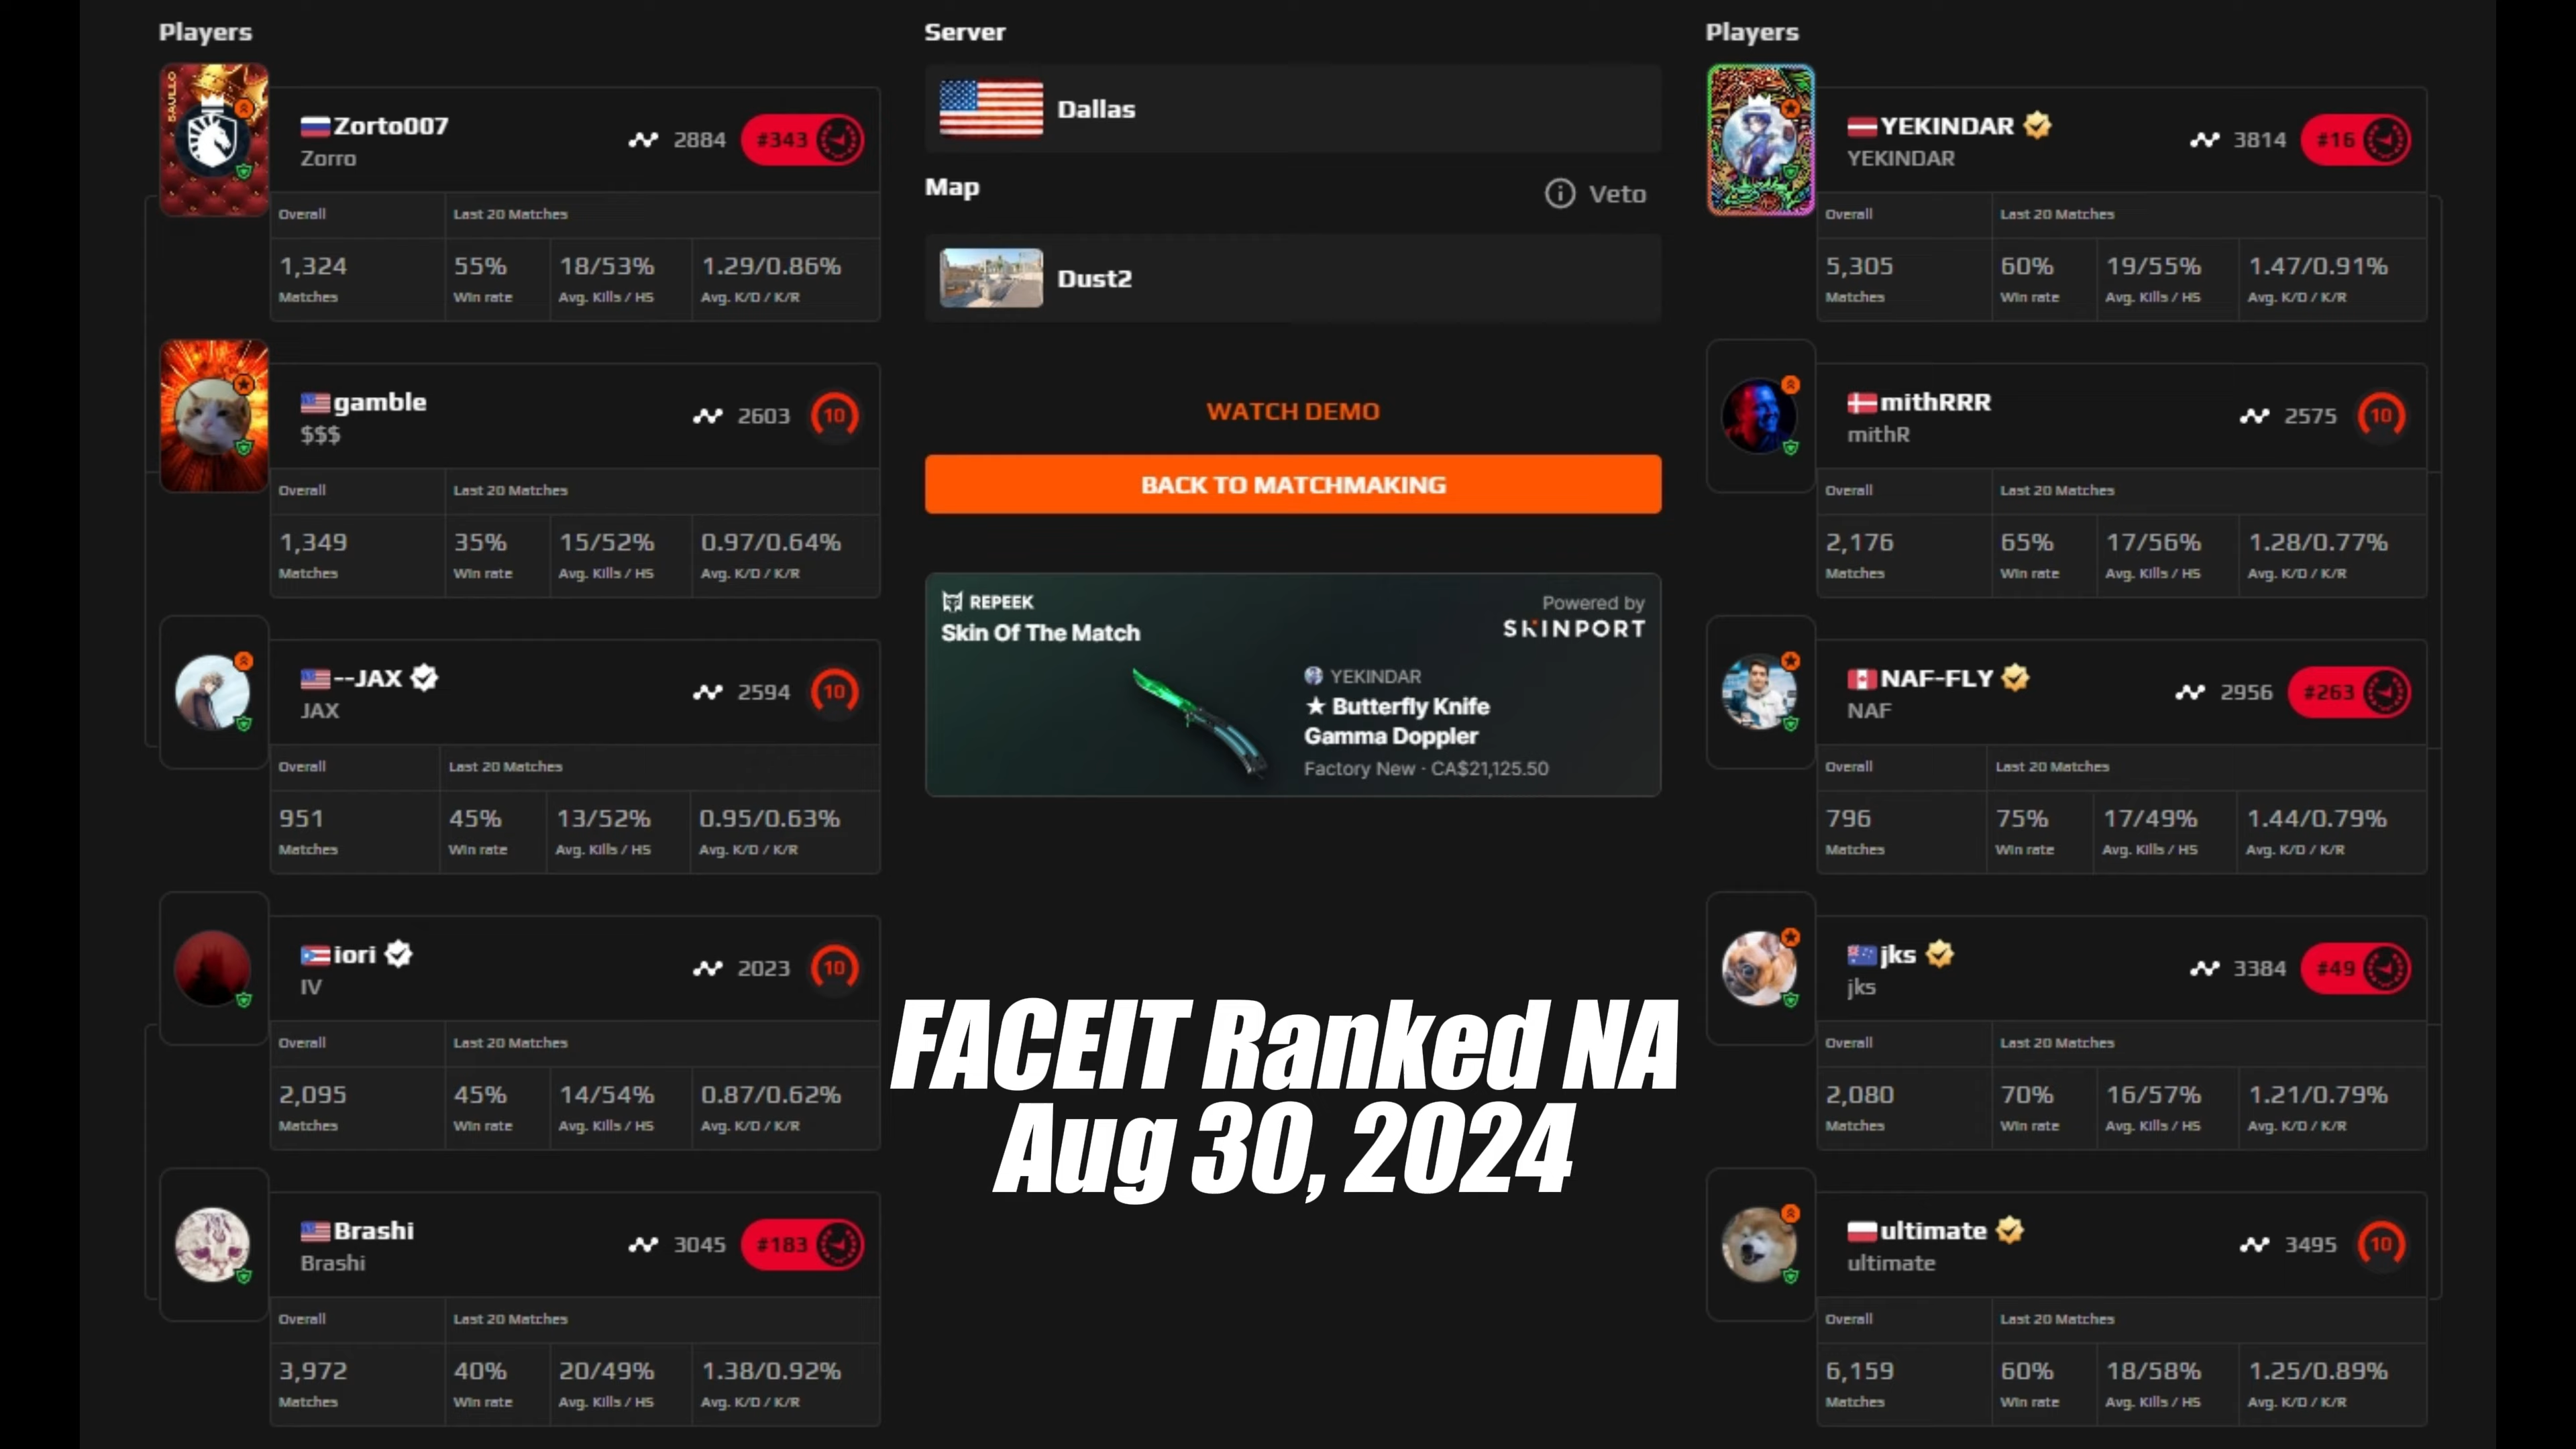 Players
SAULLO
Zorto007
Zorro
2884
#343
Overall
Last 20 Matches
1,324
55%
18/53%
1.29/0.86%
Matches
Win rate
Avg. Kills / HS
Avg. K/D / K/R
gamble
$$$
2603
10
Overall
Last 20 Matches
1,349
35%
15/52%
0.97/0.64%
Matches
Win rate
Avg. Kills / HS
Avg. K/D / K/R
--JAX
JAX
2594
10
Overall
Last 20 Matches
951
45%
13/52%
0.95/0.63%
Matches
Win rate
Avg. Kills / HS
Avg. K/D / K/R
iori
IV
2023
10
Overall
Last 20 Matches
2,095
45%
14/54%
0.87/0.62%
Matches
Win rate
Avg. Kills / HS
Avg. K/D / K/R
Brashi
Brashi
3045
#183
Overall
Last 20 Matches
3,972
40%
20/49%
1.38/0.92%
Matches
Win rate
Avg. Kills / HS
Avg. K/D / K/R
Server
Dallas
Map
Veto
Dust2
WATCH DEMO
BACK TO MATCHMAKING
REPEEK
Skin Of The Match
Powered by
SKINPORT
YEKINDAR
★ Butterfly Knife
Gamma Doppler
Factory New · CA$21,125.50
FACEIT Ranked NA
Aug 30, 2024
Players
YEKINDAR
YEKINDAR
3814
#16
Overall
Last 20 Matches
5,305
60%
19/55%
1.47/0.91%
Matches
Win rate
Avg. Kills / HS
Avg. K/D / K/R
mithRRR
mithR
2575
10
Overall
Last 20 Matches
2,176
65%
17/56%
1.28/0.77%
Matches
Win rate
Avg. Kills / HS
Avg. K/D / K/R
NAF-FLY
NAF
2956
#263
Overall
Last 20 Matches
796
75%
17/49%
1.44/0.79%
Matches
Win rate
Avg. Kills / HS
Avg. K/D / K/R
jks
jks
3384
#49
Overall
Last 20 Matches
2,080
70%
16/57%
1.21/0.79%
Matches
Win rate
Avg. Kills / HS
Avg. K/D / K/R
ultimate
ultimate
3495
10
Overall
Last 20 Matches
6,159
60%
18/58%
1.25/0.89%
Matches
Win rate
Avg. Kills / HS
Avg. K/D / K/R